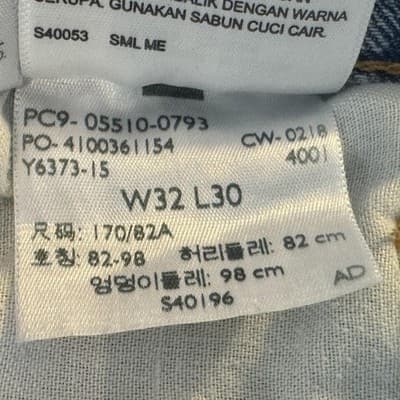 DENGAN WARNA
SERUPA. GUNAKAN SABUN CUCI CAIR.
S40053 SML ME
PC9- 05510-0793
PO- 4100361154 CW-0218
Y6373-15 4001
W32 L30
尺码: 170/82A
호칭: 82-98 허리둘레: 82 cm
엉덩이둘레: 98 cm AD
S40196